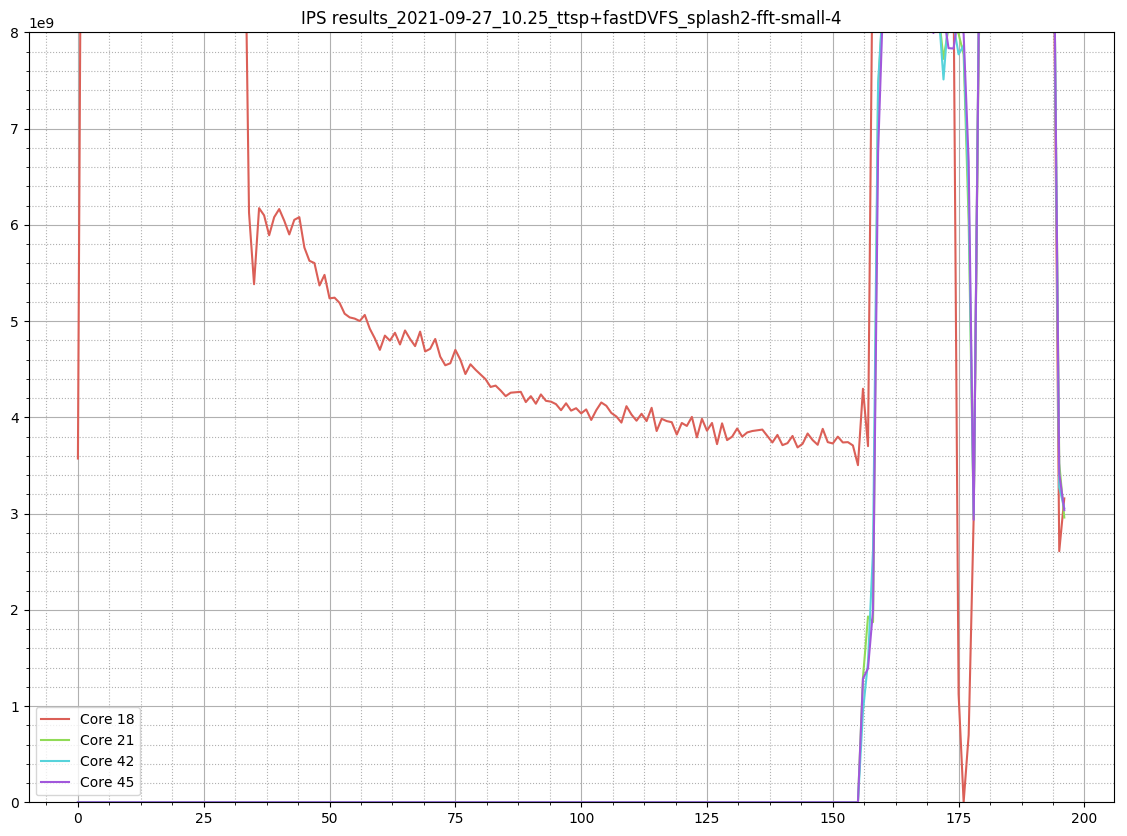 IPS results_2021-09-27_10.25_ttsp+fastDVFS_splash2-fft-small-4
1e9
8
7
6
5
4
3
2
1
0
Core 18
Core 21
Core 42
Core 45
0 25 50 75 100 125 150 175 200